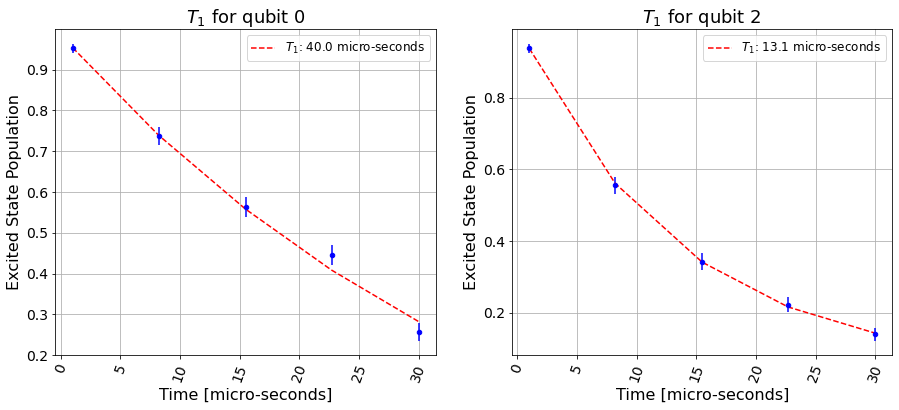 T₁ for qubit 0
T₁: 40.0 micro-seconds
Excited State Population
0.9
0.8
0.7
0.6
0.5
0.4
0.3
0.2
0 5 10 15 20 25 30
Time [micro-seconds]
T₁ for qubit 2
T₁: 13.1 micro-seconds
Excited State Population
0.8
0.6
0.4
0.2
0 5 10 15 20 25 30
Time [micro-seconds]